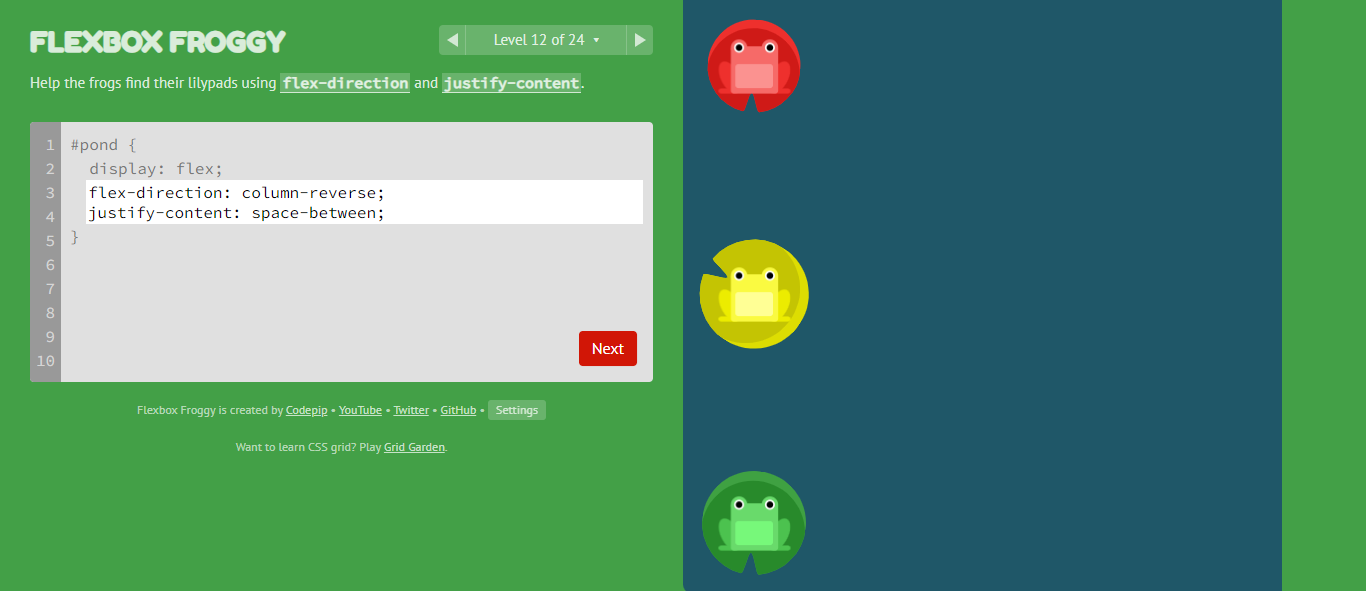 FLEXBOX FROGGY
◀ Level 12 of 24 ▾ ▶
Help the frogs find their lilypads using flex-direction and justify-content.
1 #pond {
2 display: flex;
3 flex-direction: column-reverse;
4 justify-content: space-between;
5 }
6
7
8
9
10
Next
Flexbox Froggy is created by Codepip • YouTube • Twitter • GitHub • Settings
Want to learn CSS grid? Play Grid Garden.